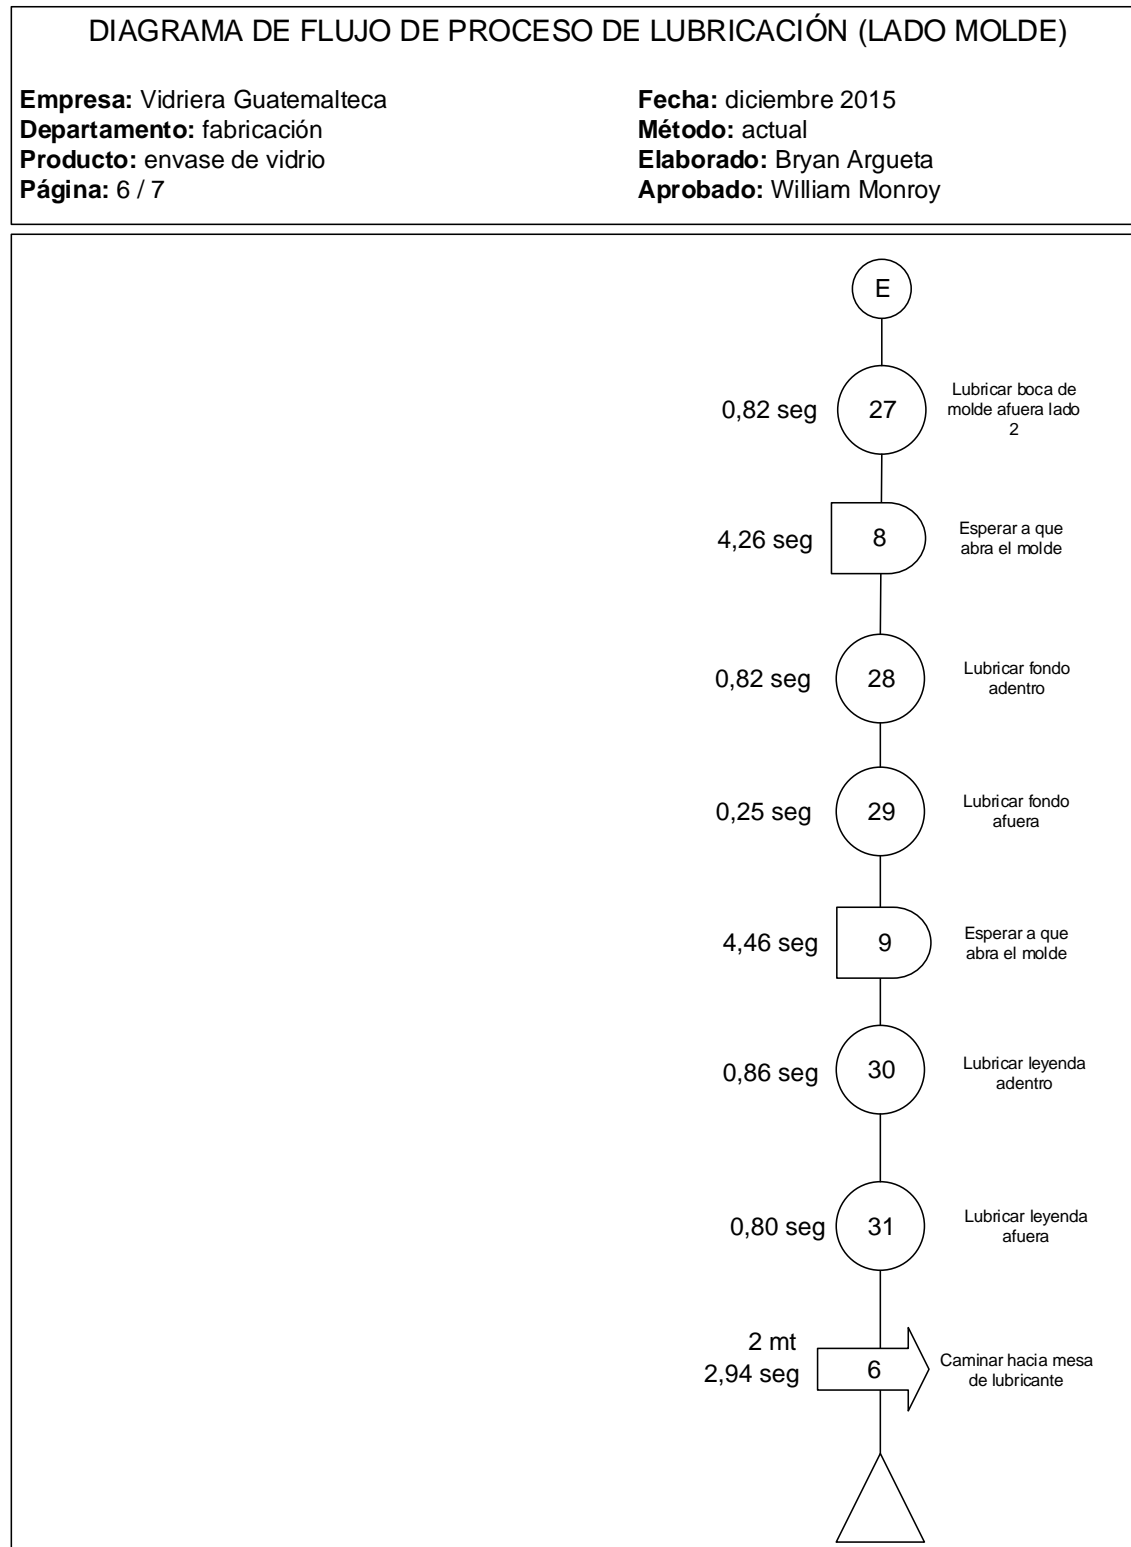 DIAGRAMA DE FLUJO DE PROCESO DE LUBRICACIÓN (LADO MOLDE)
Empresa: Vidriera Guatemalteca
Departamento: fabricación
Producto: envase de vidrio
Página: 6 / 7
Fecha: diciembre 2015
Método: actual
Elaborado: Bryan Argueta
Aprobado: William Monroy
E
0,82 seg
27
Lubricar boca de
molde afuera lado
2
4,26 seg
8
Esperar a que
abra el molde
0,82 seg
28
Lubricar fondo
adentro
0,25 seg
29
Lubricar fondo
afuera
4,46 seg
9
Esperar a que
abra el molde
0,86 seg
30
Lubricar leyenda
adentro
0,80 seg
31
Lubricar leyenda
afuera
2 mt
2,94 seg
6
Caminar hacia mesa
de lubricante